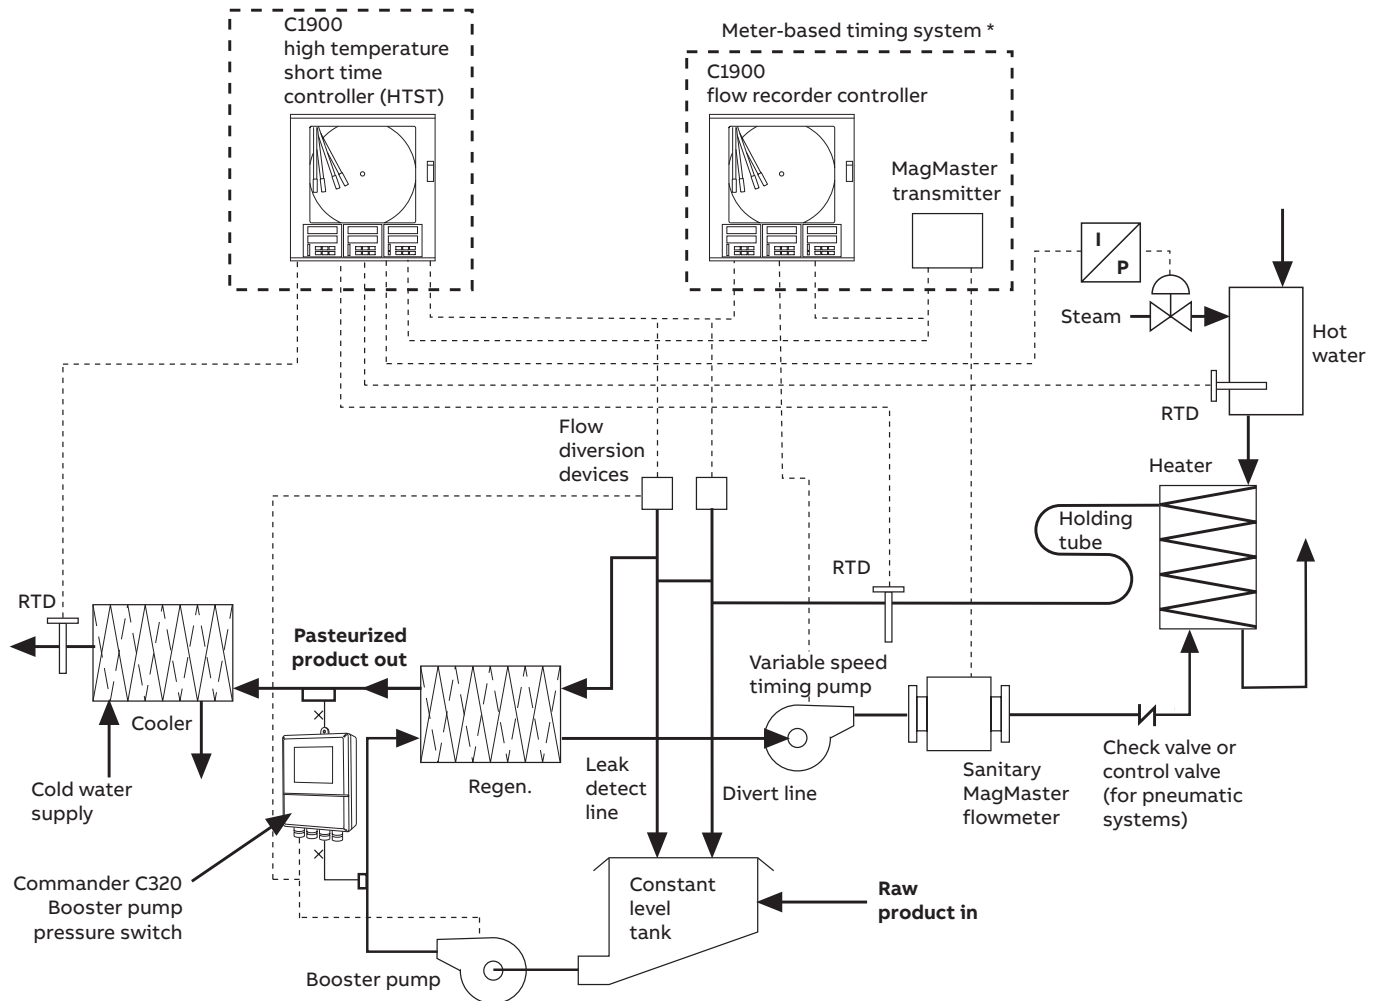 C1900
high temperature
short time
controller (HTST)
Meter-based timing system *
C1900
flow recorder controller
MagMaster
transmitter
I
P
Steam
Hot
water
RTD
Flow
diversion
devices
Heater
Holding
tube
RTD
RTD
Pasteurized
product out
Variable speed
timing pump
Cooler
Regen.
Leak
detect
line
Divert line
Sanitary
MagMaster
flowmeter
Check valve or
control valve
(for pneumatic
systems)
Cold water
supply
Commander C320
Booster pump
pressure switch
Constant
level
tank
Raw
product in
Booster pump